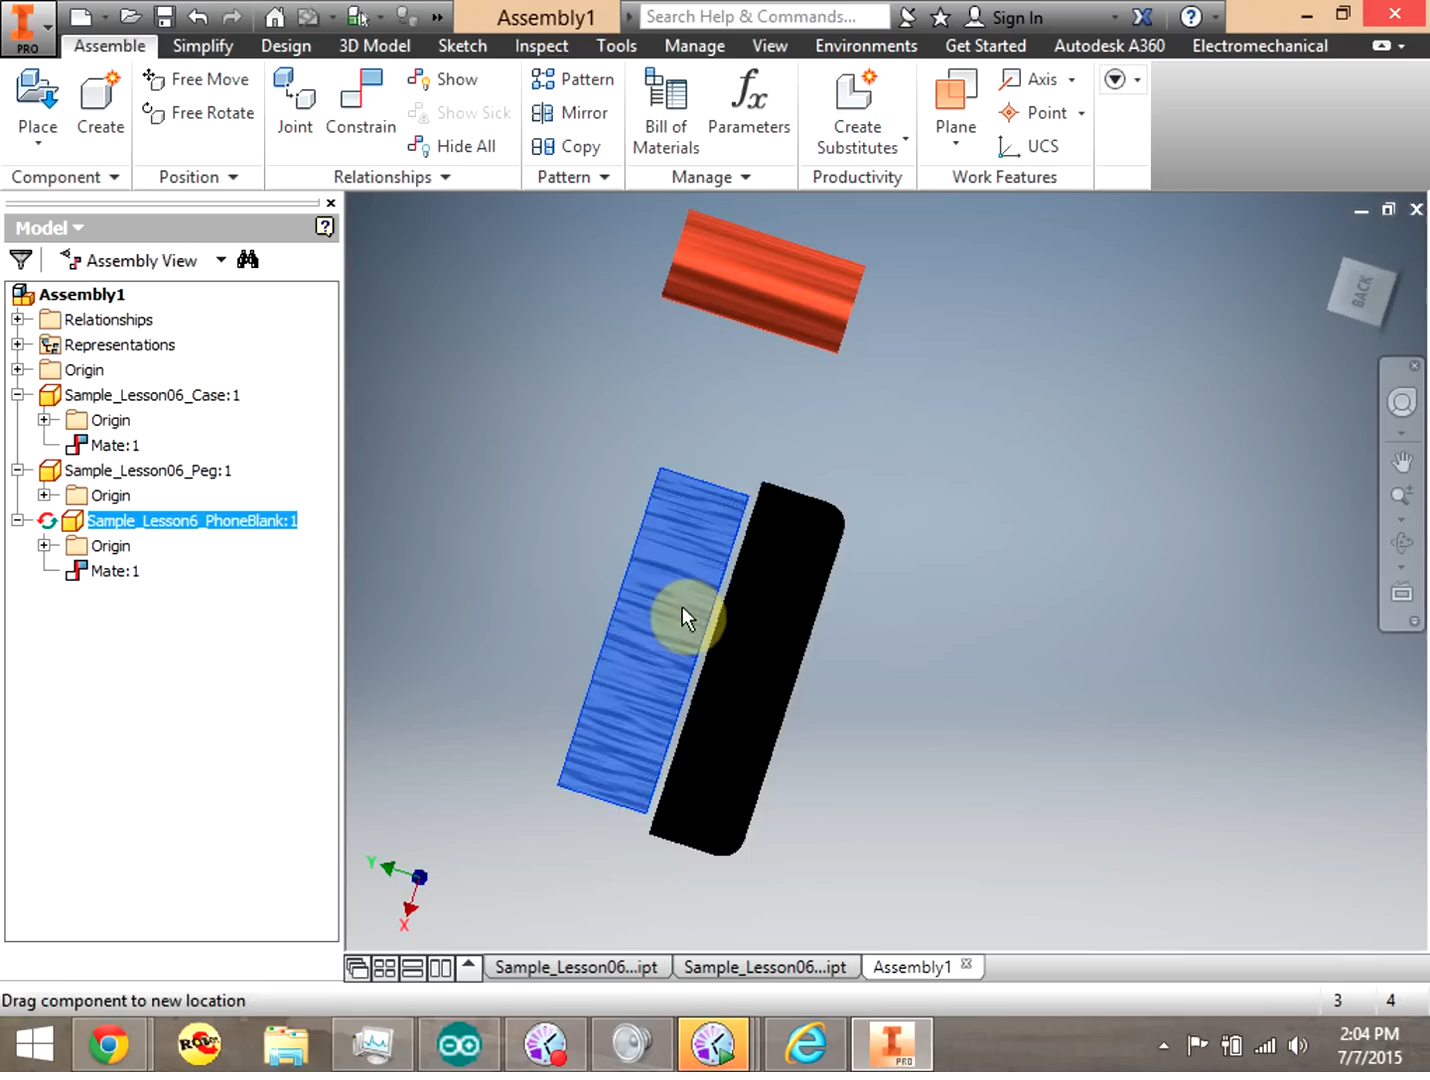 PRO
Assembly1
Search Help & Commands...
Sign In
Assemble
Simplify
Design
3D Model
Sketch
Inspect
Tools
Manage
View
Environments
Get Started
Autodesk A360
Electromechanical
Place
Create
Free Move
Free Rotate
Component
Position
Joint
Constrain
Show
Show Sick
Hide All
Relationships
Pattern
Mirror
Copy
Pattern
Bill of
Materials
fx
Parameters
Manage
Create
Substitutes
Productivity
Plane
Axis
Point
UCS
Work Features
Model
Assembly View
Assembly1
Relationships
Representations
Origin
Sample_Lesson06_Case:1
Origin
Mate:1
Sample_Lesson06_Peg:1
Origin
Sample_Lesson6_PhoneBlank:1
Origin
Mate:1
BACK
Y
X
Sample_Lesson06...ipt
Sample_Lesson06...ipt
Assembly1
Drag component to new location
3
4
PRO
2:04 PM
7/7/2015